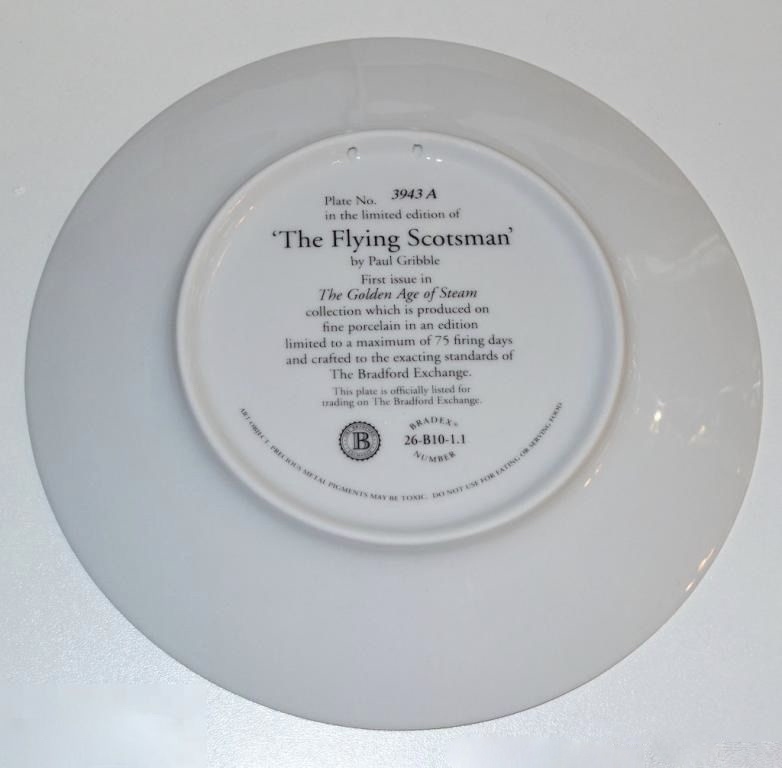 Plate No. 3943 A
in the limited edition of
‘The Flying Scotsman’
by Paul Gribble
First issue in
The Golden Age of Steam
collection which is produced on
fine porcelain in an edition
limited to a maximum of 75 firing days
and crafted to the exacting standards of
The Bradford Exchange.
This plate is officially listed for
trading on The Bradford Exchange.
B
BRADEX®
26-B10-1.1
NUMBER
ART OBJECT. PRECIOUS METAL PIGMENTS MAY BE TOXIC. DO NOT USE FOR EATING OR SERVING FOOD.